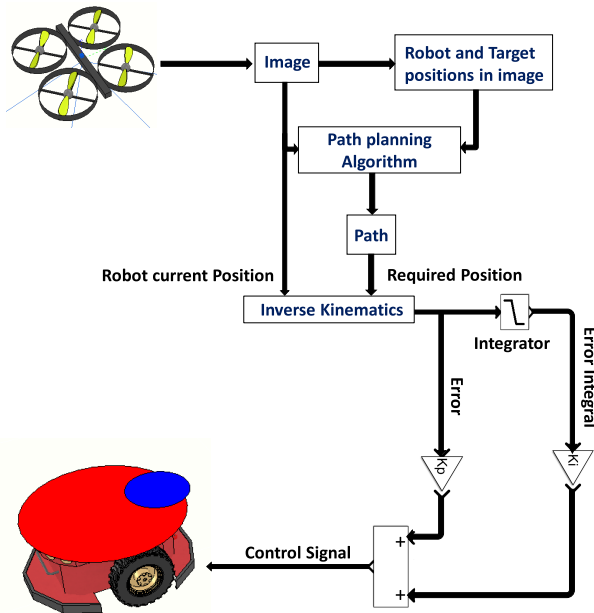 Image
Robot and Target
positions in image
Path planning
Algorithm
Path
Robot current Position
Required Position
Inverse Kinematics
Integrator
Error
Error Integral
Kp
Ki
+
+
Control Signal